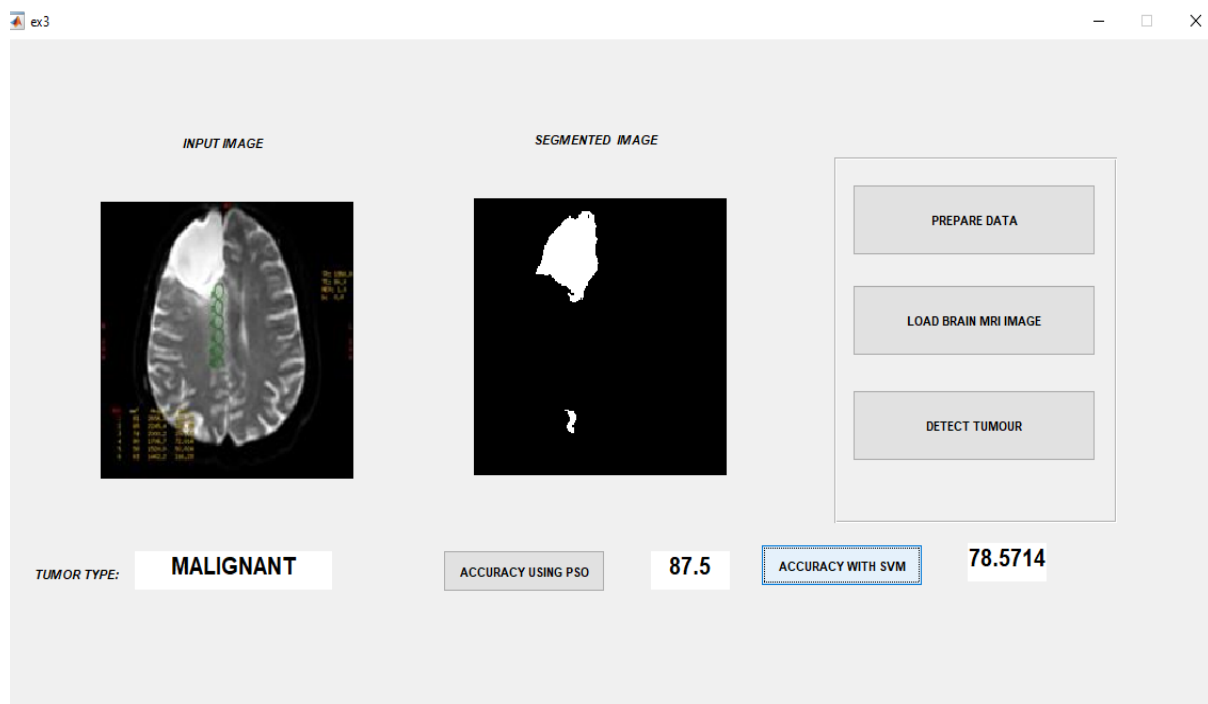 ex3
INPUT IMAGE
SEGMENTED IMAGE
PREPARE DATA
LOAD BRAIN MRI IMAGE
DETECT TUMOUR
TUMOR TYPE:
MALIGNANT
ACCURACY USING PSO
87.5
ACCURACY WITH SVM
78.5714